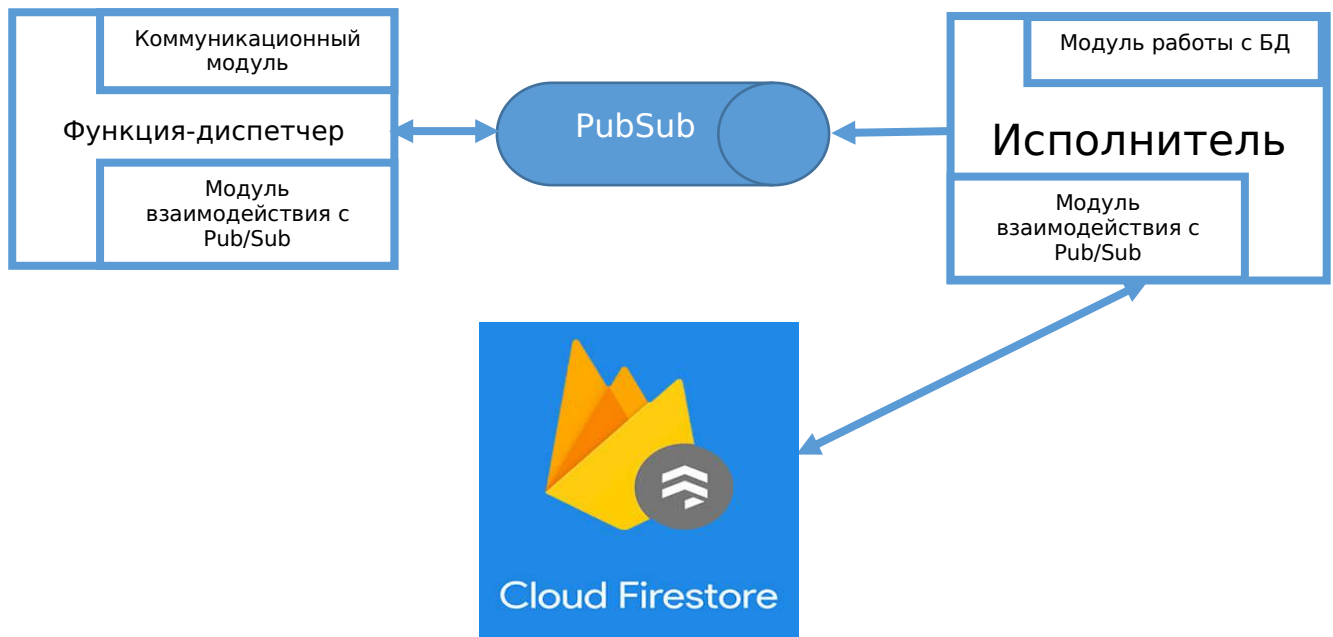 Коммуникационный
модуль
Функция-диспетчер
Модуль
взаимодействия с
Pub/Sub
PubSub
Модуль работы с БД
Исполнитель
Модуль
взаимодействия с
Pub/Sub
Cloud Firestore